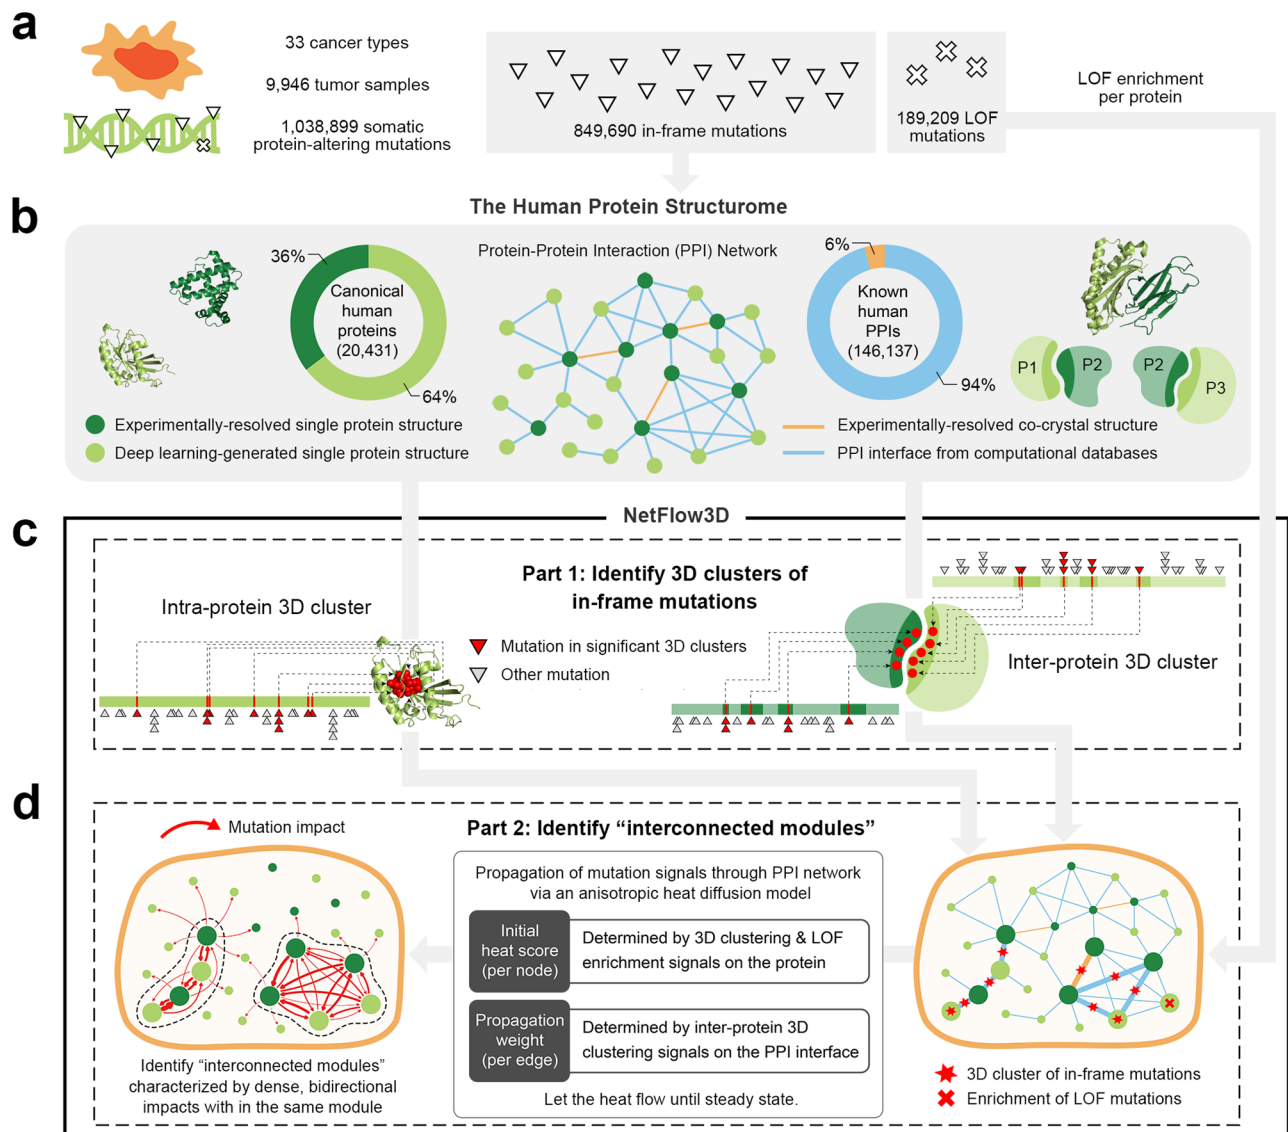 a
33 cancer types
9,946 tumor samples
1,038,899 somatic
protein-altering mutations
849,690 in-frame mutations
189,209 LOF
mutations
LOF enrichment
per protein
b
The Human Protein Structurome
36%
Canonical
human
proteins
(20,431)
64%
Protein-Protein Interaction (PPI) Network
6%
Known
human
PPIs
(146,137)
94%
P1
P2
P2
P3
Experimentally-resolved single protein structure
Deep learning-generated single protein structure
Experimentally-resolved co-crystal structure
PPI interface from computational databases
c
NetFlow3D
Part 1: Identify 3D clusters of
in-frame mutations
Intra-protein 3D cluster
Mutation in significant 3D clusters
Other mutation
Inter-protein 3D cluster
d
Mutation impact
Part 2: Identify “interconnected modules”
Propagation of mutation signals through PPI network
via an anisotropic heat diffusion model
Initial
heat score
(per node)
Determined by 3D clustering & LOF
enrichment signals on the protein
Propagation
weight
(per edge)
Determined by inter-protein 3D
clustering signals on the PPI interface
Let the heat flow until steady state.
Identify “interconnected modules”
characterized by dense, bidirectional
impacts with in the same module
3D cluster of in-frame mutations
Enrichment of LOF mutations